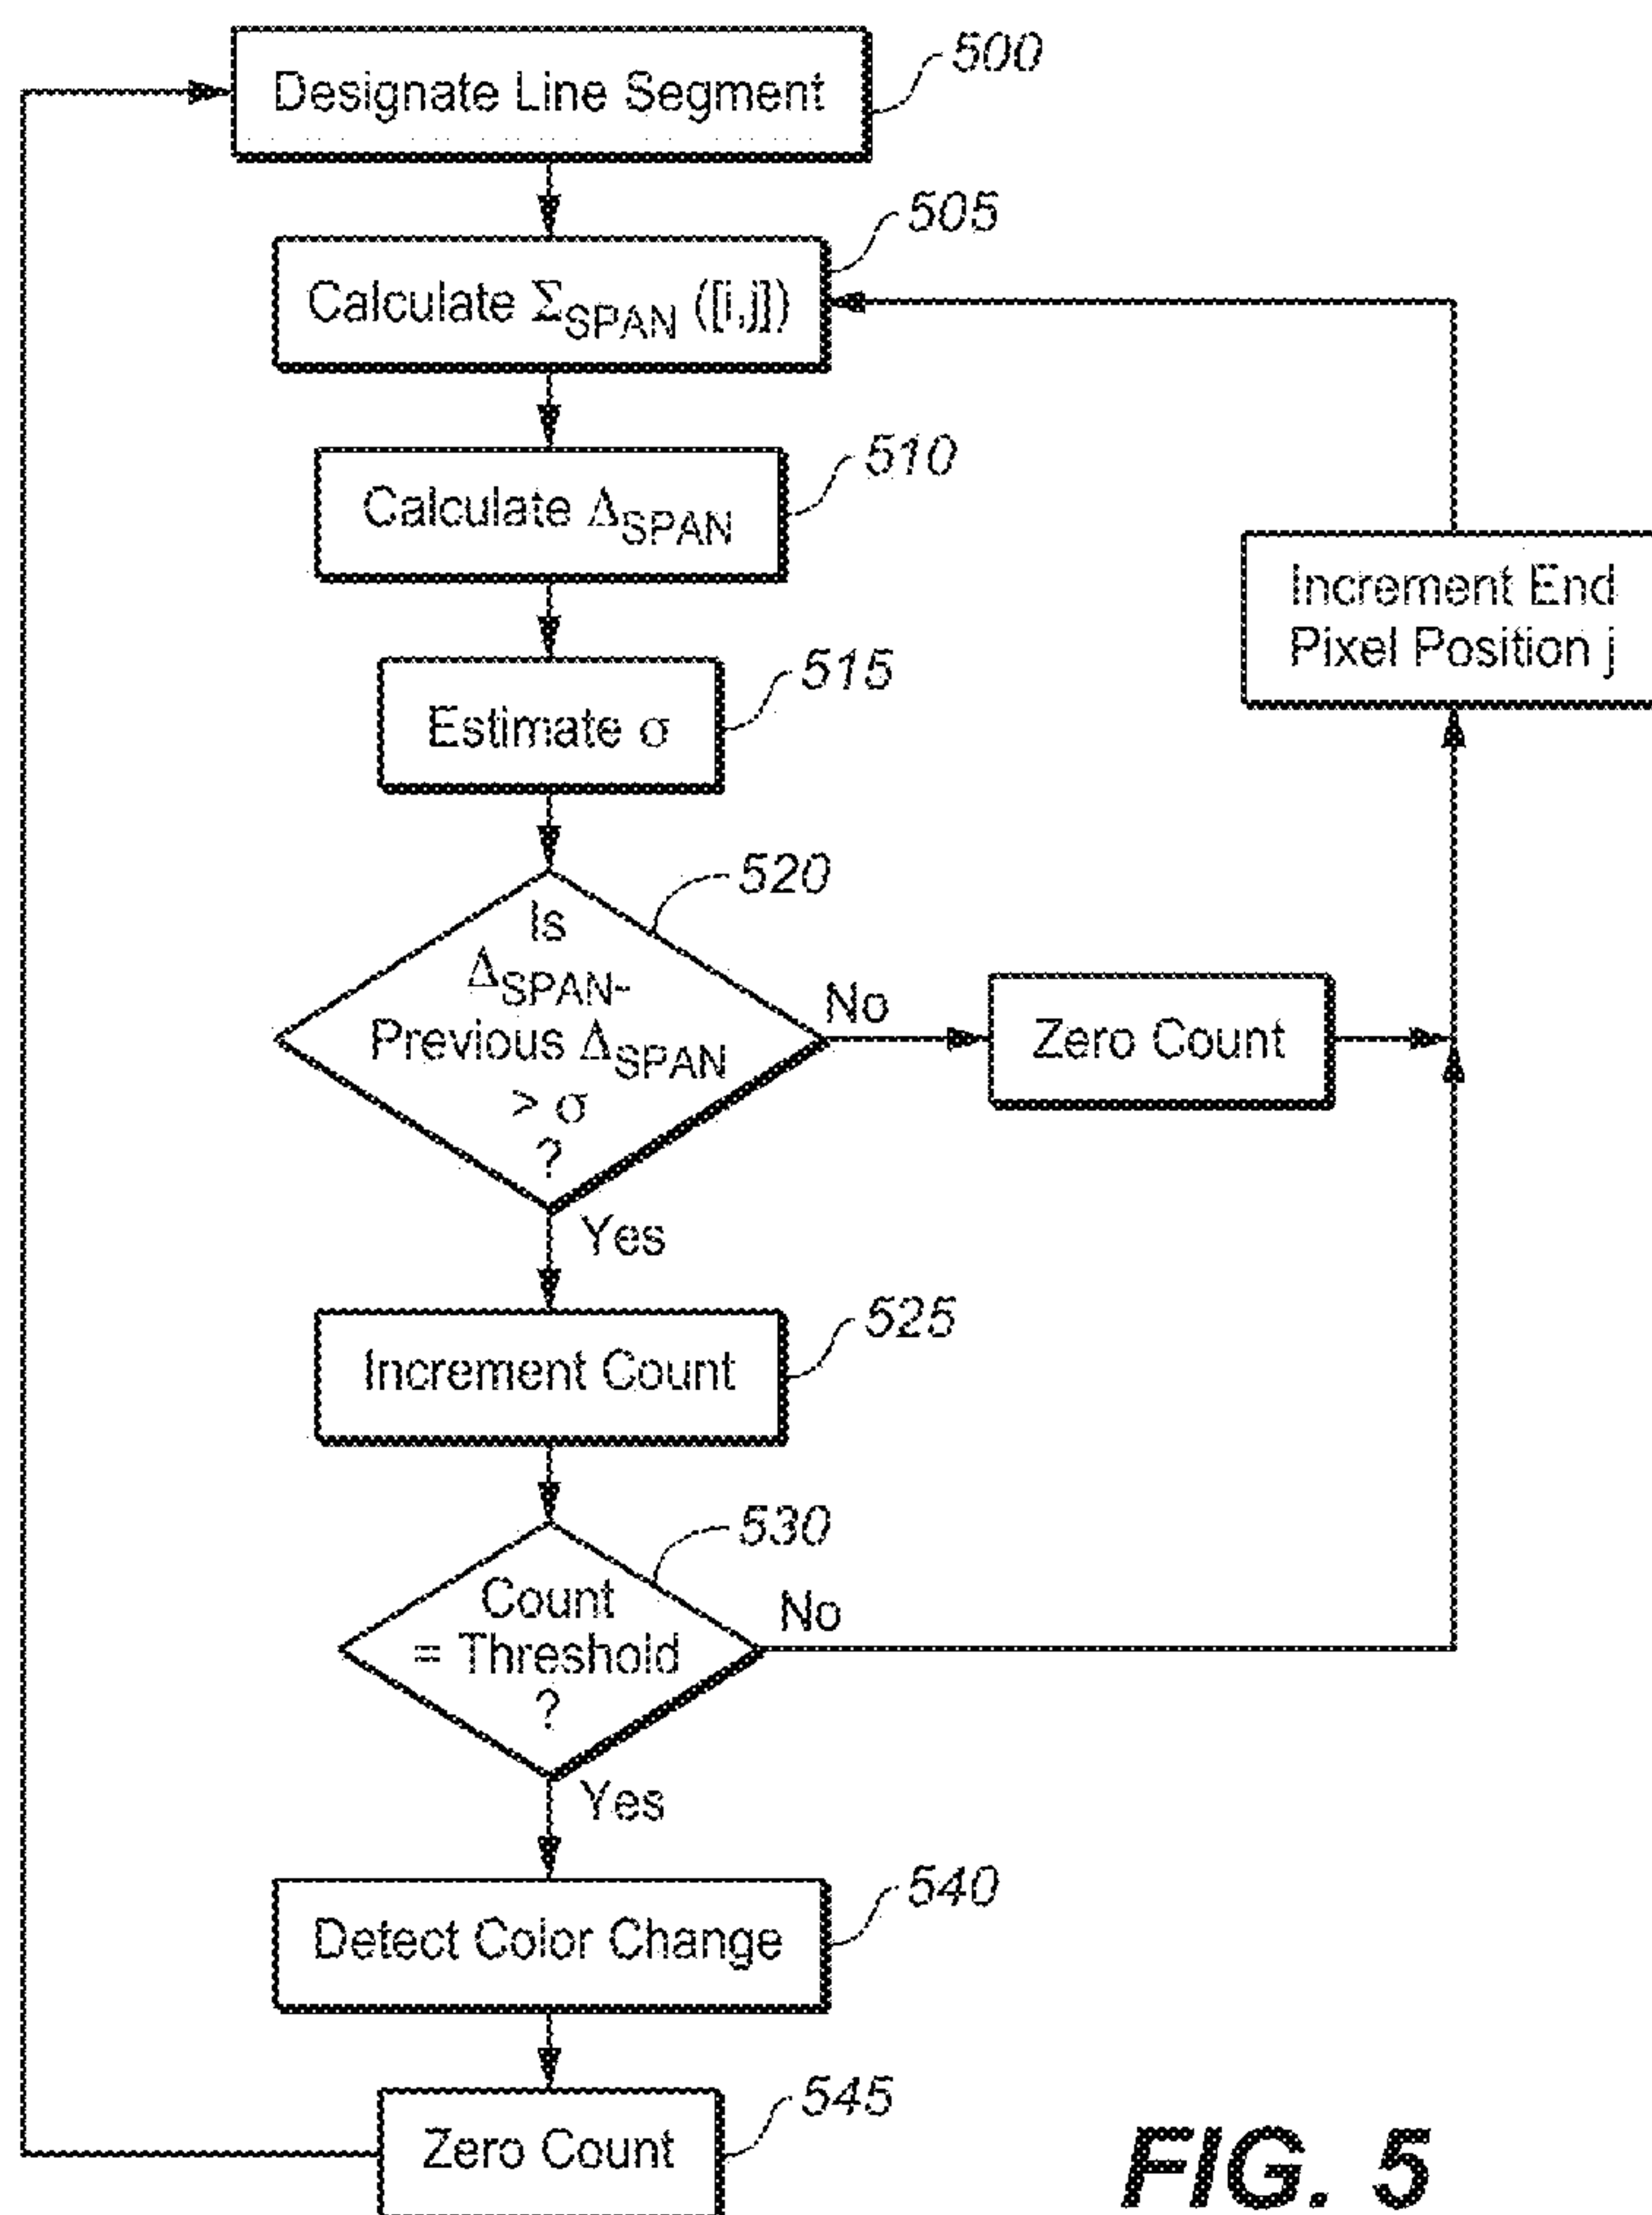 500
Designate Line Segment
505
Calculate Σ_SPAN ([i,j])
510
Calculate Δ_SPAN
Increment End
Pixel Position j
515
Estimate σ
520
Is
Δ_SPAN-
Previous Δ_SPAN
> σ
?
No
Zero Count
Yes
525
Increment Count
530
Count
= Threshold
?
No
Yes
540
Detect Color Change
545
Zero Count
FIG. 5